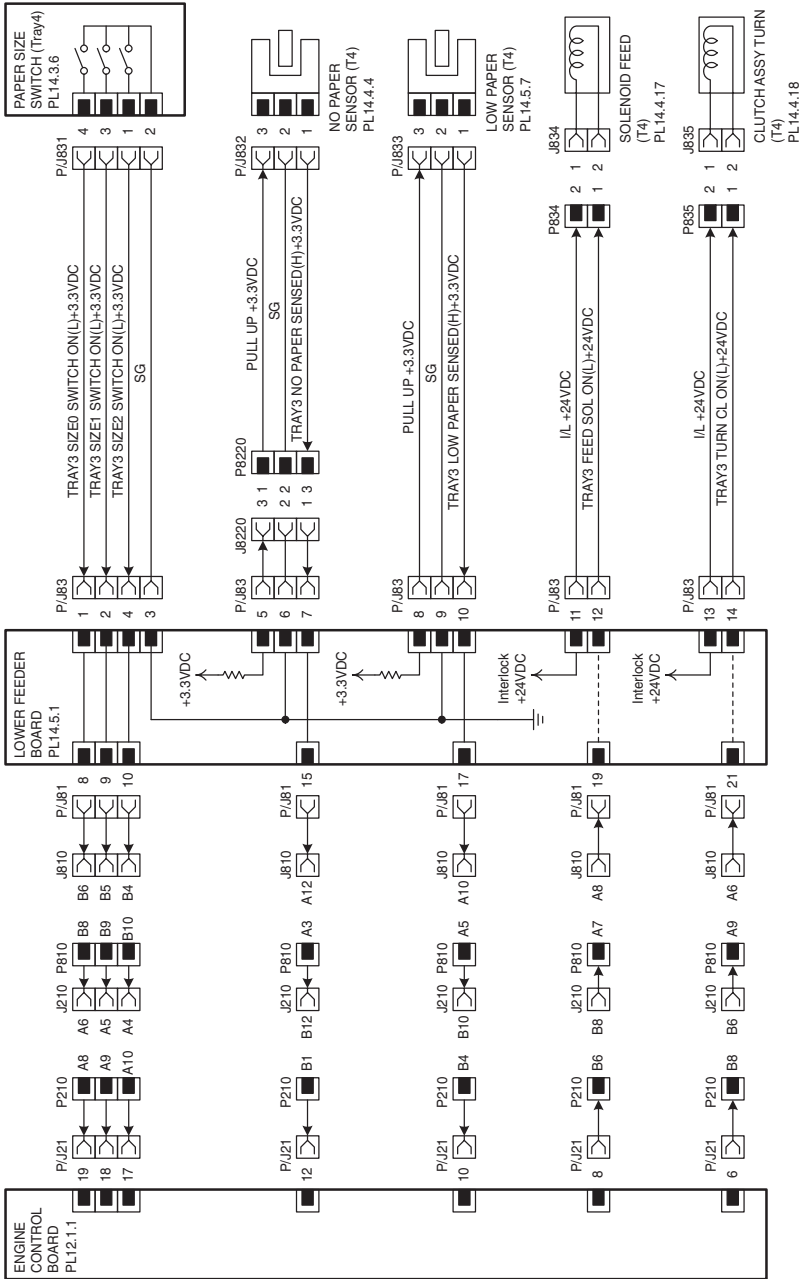 ENGINE
CONTROL
BOARD
PL12.1.1
LOWER FEEDER
BOARD
PL14.5.1
PAPER SIZE
SWITCH (Tray4)
PL14.3.6
P/J21 P210 J210 P810 J810 P/J81 P/J83 P/J831
19 A8 A6 B8 B6 8 1 TRAY3 SIZE0 SWITCH ON(L)+3.3VDC 4
18 A9 A5 B9 B5 9 2 TRAY3 SIZE1 SWITCH ON(L)+3.3VDC 3
17 A10 A4 B10 B4 10 4 TRAY3 SIZE2 SWITCH ON(L)+3.3VDC 1
3 SG 2
+3.3VDC
P/J83 J8220 P8220 P/J832
5 3 1 PULL UP +3.3VDC 3
6 2 2 SG 2
P/J21 P210 J210 P810 J810 P/J81
12 B1 B12 A3 A12 15 7 1 3 TRAY3 NO PAPER SENSED(H)+3.3VDC 1
NO PAPER
SENSOR (T4)
PL14.4.4
+3.3VDC
P/J83 P/J833
8 PULL UP +3.3VDC 3
9 SG 2
P/J21 P210 J210 P810 J810 P/J81
10 B4 B10 A5 A10 17 10 TRAY3 LOW PAPER SENSED(H)+3.3VDC 1
LOW PAPER
SENSOR (T4)
PL14.5.7
Interlock
+24VDC
P/J83 P834 J834
11 I/L +24VDC 2 1
P/J21 P210 J210 P810 J810 P/J81
8 B6 B8 A7 A8 19 12 TRAY3 FEED SOL ON(L)+24VDC 1 2
SOLENOID FEED
(T4)
PL14.4.17
Interlock
+24VDC
P/J83 P835 J835
13 I/L +24VDC 2 1
P/J21 P210 J210 P810 J810 P/J81
6 B8 B6 A9 A6 21 14 TRAY3 TURN CL ON(L)+24VDC 1 2
CLUTCH ASSY TURN
(T4)
PL14.4.18